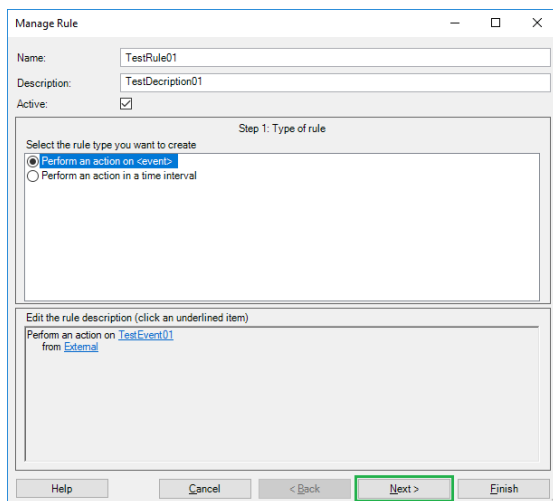 Manage Rule
Name: TestRule01
Description: TestDecription01
Active:
Step 1: Type of rule
Select the rule type you want to create
Perform an action on <event>
Perform an action in a time interval
Edit the rule description (click an underlined item)
Perform an action on TestEvent01
from External
Help Cancel < Back Next > Finish